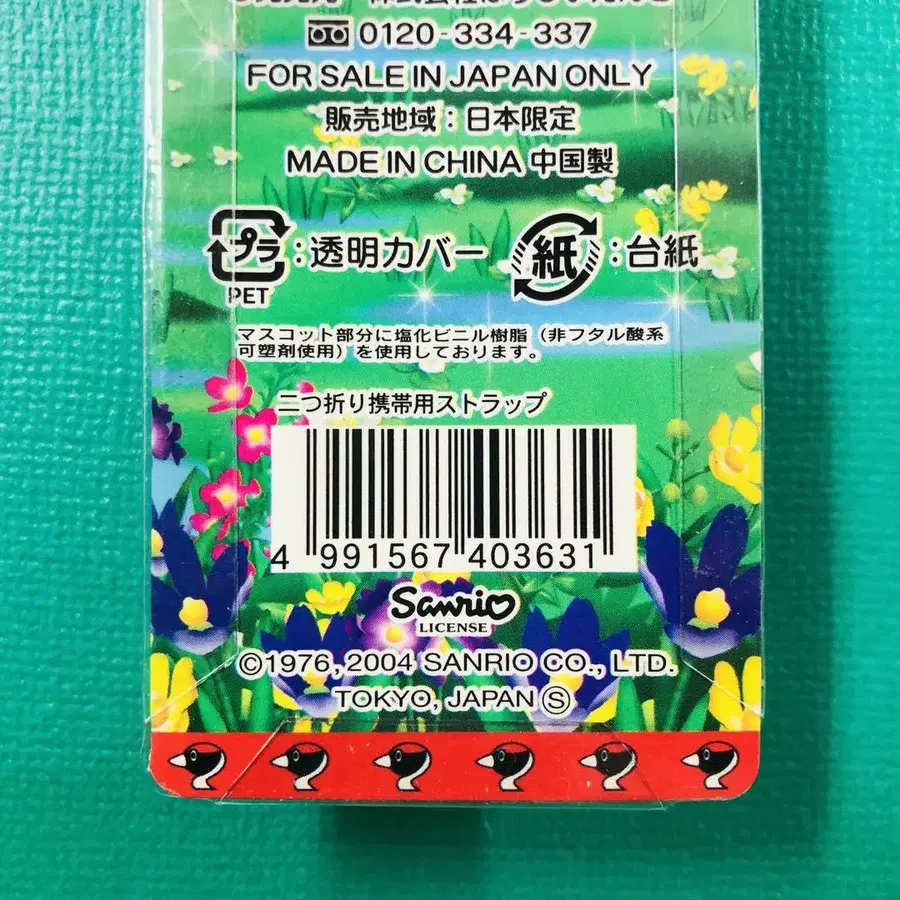 0120-334-337
FOR SALE IN JAPAN ONLY
販売地域：日本限定
MADE IN CHINA 中国製
プラ：透明カバー 紙：台紙
PET
マスコット部分に塩化ビニル樹脂（非フタル酸系
可塑剤使用）を使用しております。
二つ折り携帯用ストラップ
4 991567 403631
Sanrio
LICENSE
©1976, 2004 SANRIO CO., LTD.
TOKYO, JAPAN Ⓢ